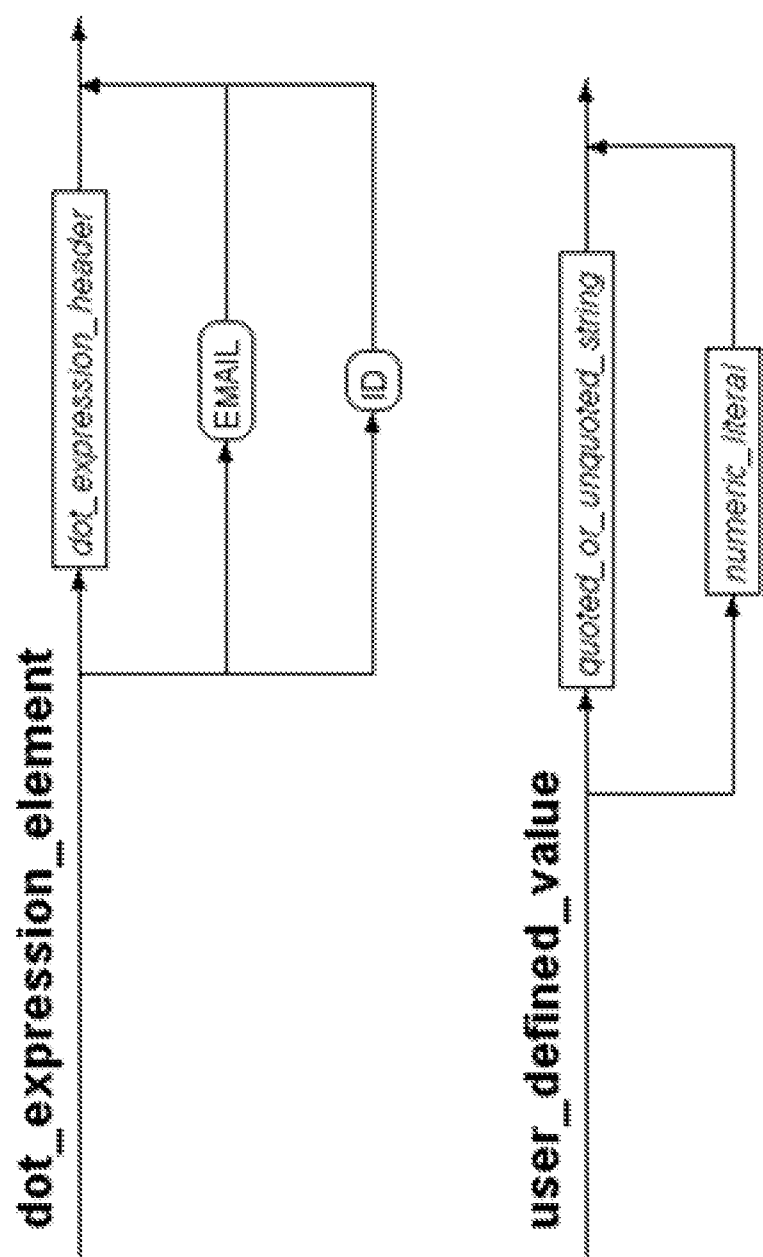 dot_expression_element
dot_expression_header
EMAIL
ID
user_defined_value
quoted_or_unquoted_string
numeric_literal